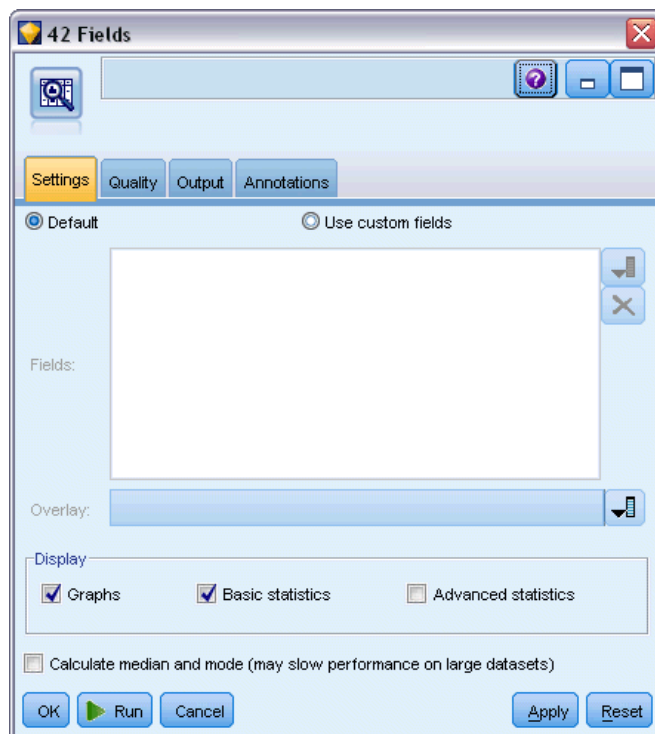 42 Fields
Settings Quality Output Annotations
Default Use custom fields
Fields:
Overlay:
Display
Graphs Basic statistics Advanced statistics
Calculate median and mode (may slow performance on large datasets)
OK Run Cancel Apply Reset